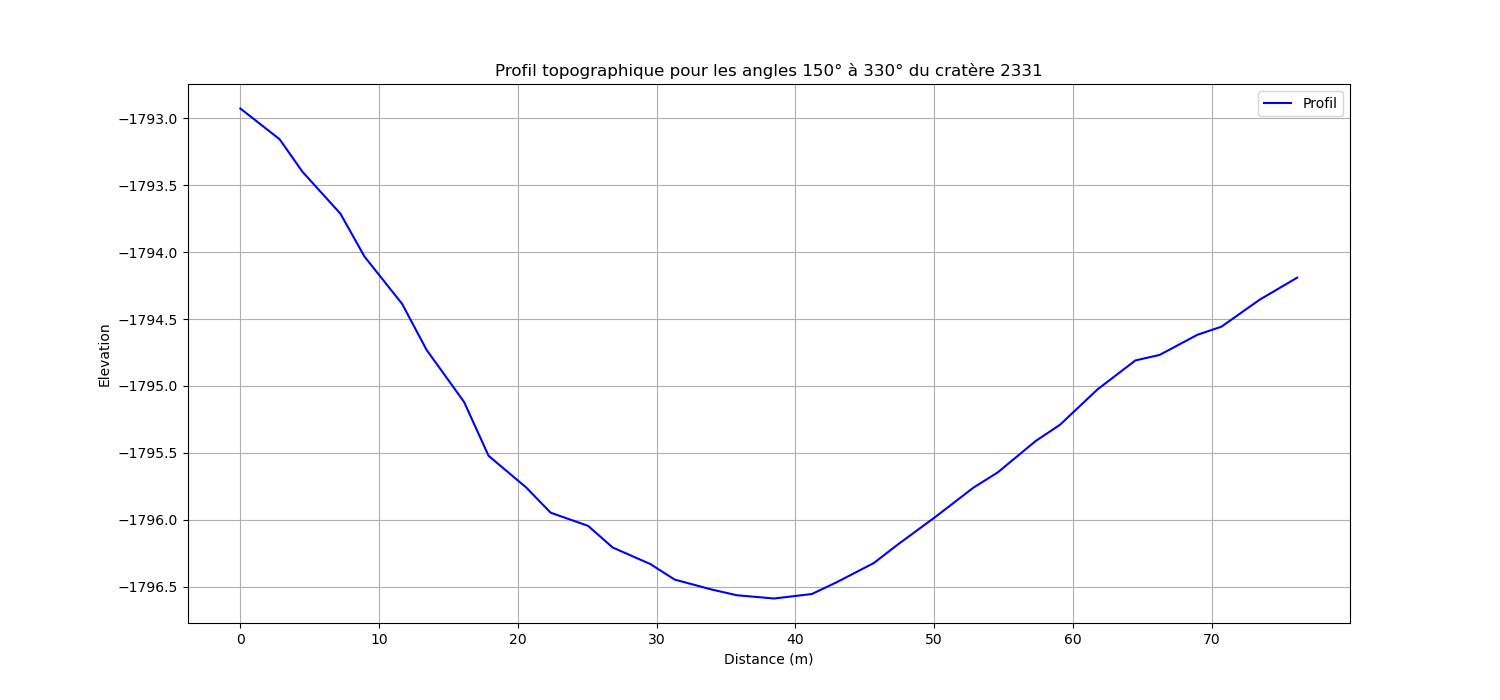 Profil topographique pour les angles 150° à 330° du cratère 2331
Profil
−1793.0
−1793.5
−1794.0
−1794.5
−1795.0
−1795.5
−1796.0
−1796.5
Elevation
0 10 20 30 40 50 60 70
Distance (m)